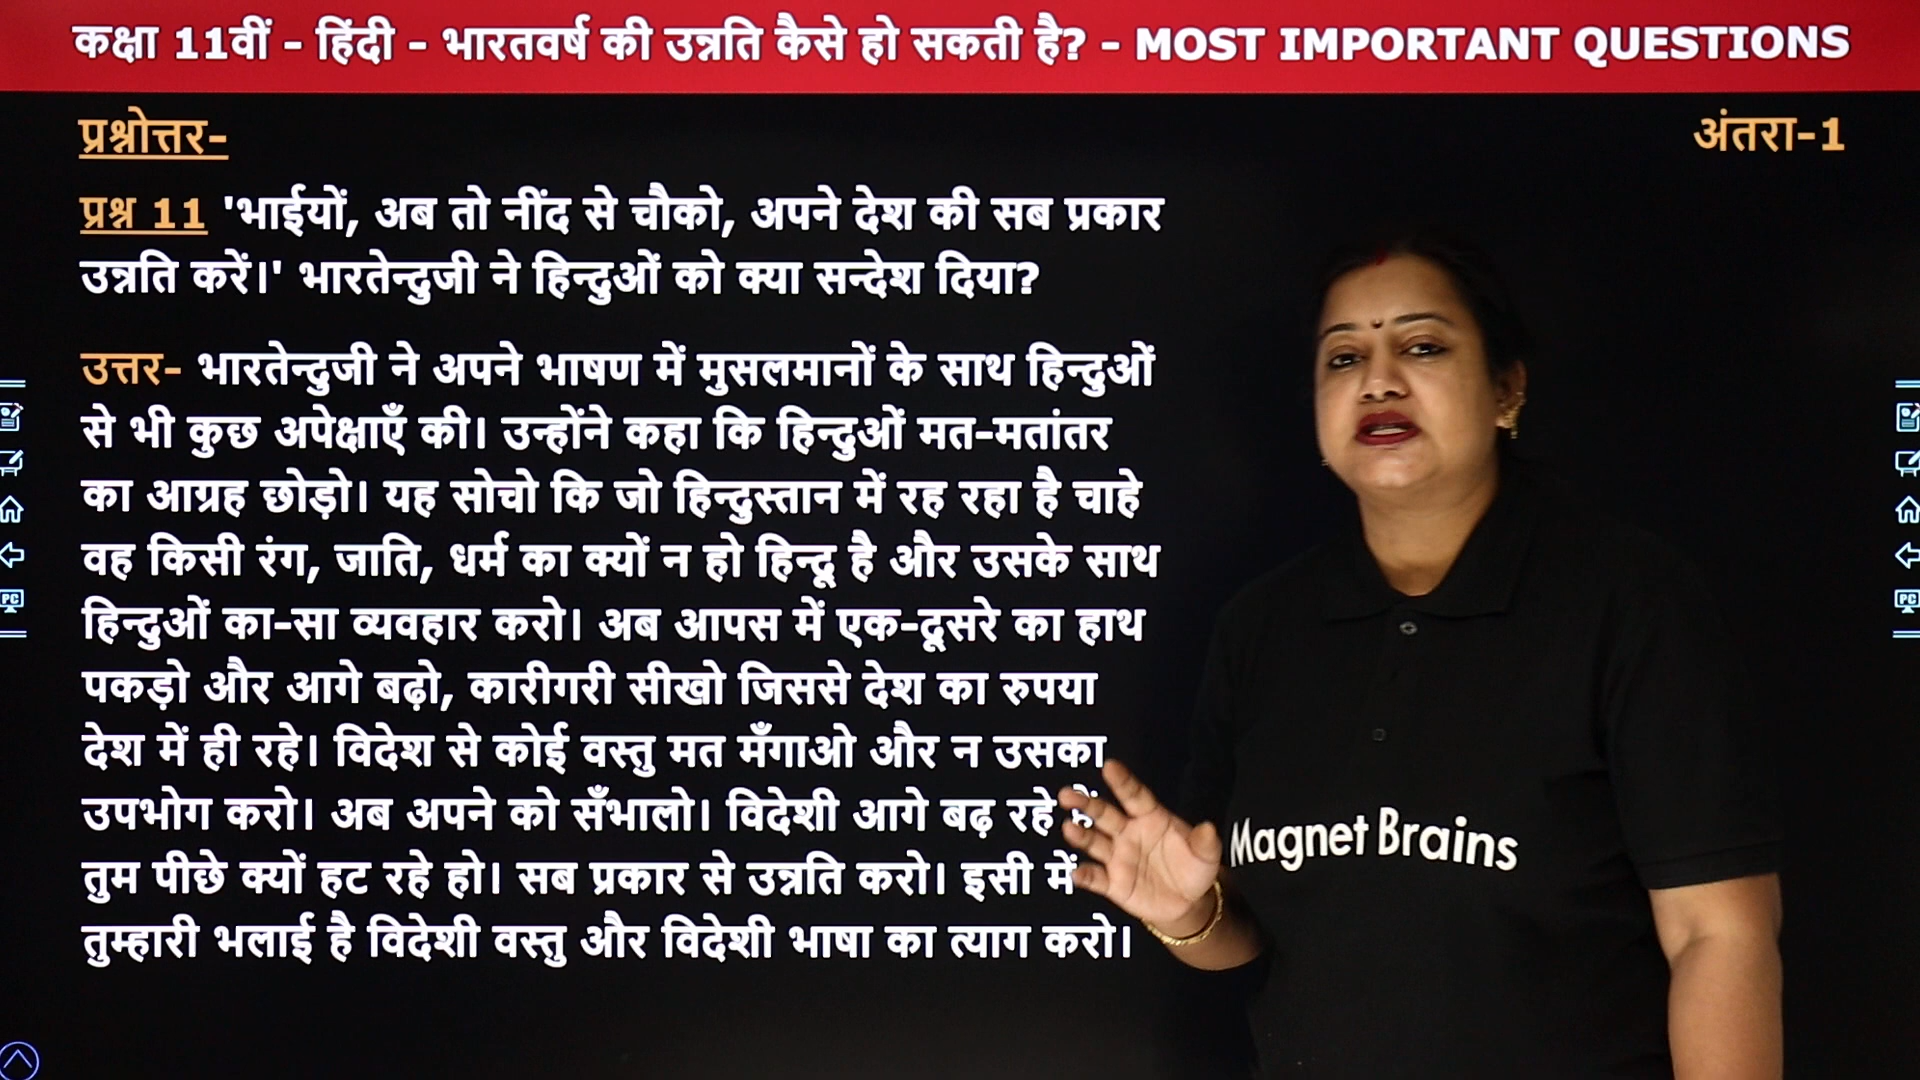 कक्षा 11वीं - हिंदी - भारतवर्ष की उन्नति कैसे हो सकती है? - MOST IMPORTANT QUESTIONS
प्रश्नोत्तर-
अंतरा-1
प्रश्न 11 'भाईयों, अब तो नींद से चौको, अपने देश की सब प्रकार
उन्नति करें।' भारतेन्दुजी ने हिन्दुओं को क्या सन्देश दिया?
उत्तर- भारतेन्दुजी ने अपने भाषण में मुसलमानों के साथ हिन्दुओं
से भी कुछ अपेक्षाएँ की। उन्होंने कहा कि हिन्दुओं मत-मतांतर
का आग्रह छोड़ो। यह सोचो कि जो हिन्दुस्तान में रह रहा है चाहे
वह किसी रंग, जाति, धर्म का क्यों न हो हिन्दू है और उसके साथ
हिन्दुओं का-सा व्यवहार करो। अब आपस में एक-दूसरे का हाथ
पकड़ो और आगे बढ़ो, कारीगरी सीखो जिससे देश का रुपया
देश में ही रहे। विदेश से कोई वस्तु मत मँगाओ और न उसका
उपभोग करो। अब अपने को सँभालो। विदेशी आगे बढ़ रहे
तुम पीछे क्यों हट रहे हो। सब प्रकार से उन्नति करो। इसी में
तुम्हारी भलाई है विदेशी वस्तु और विदेशी भाषा का त्याग करो।
Magnet Brains
PC
PC